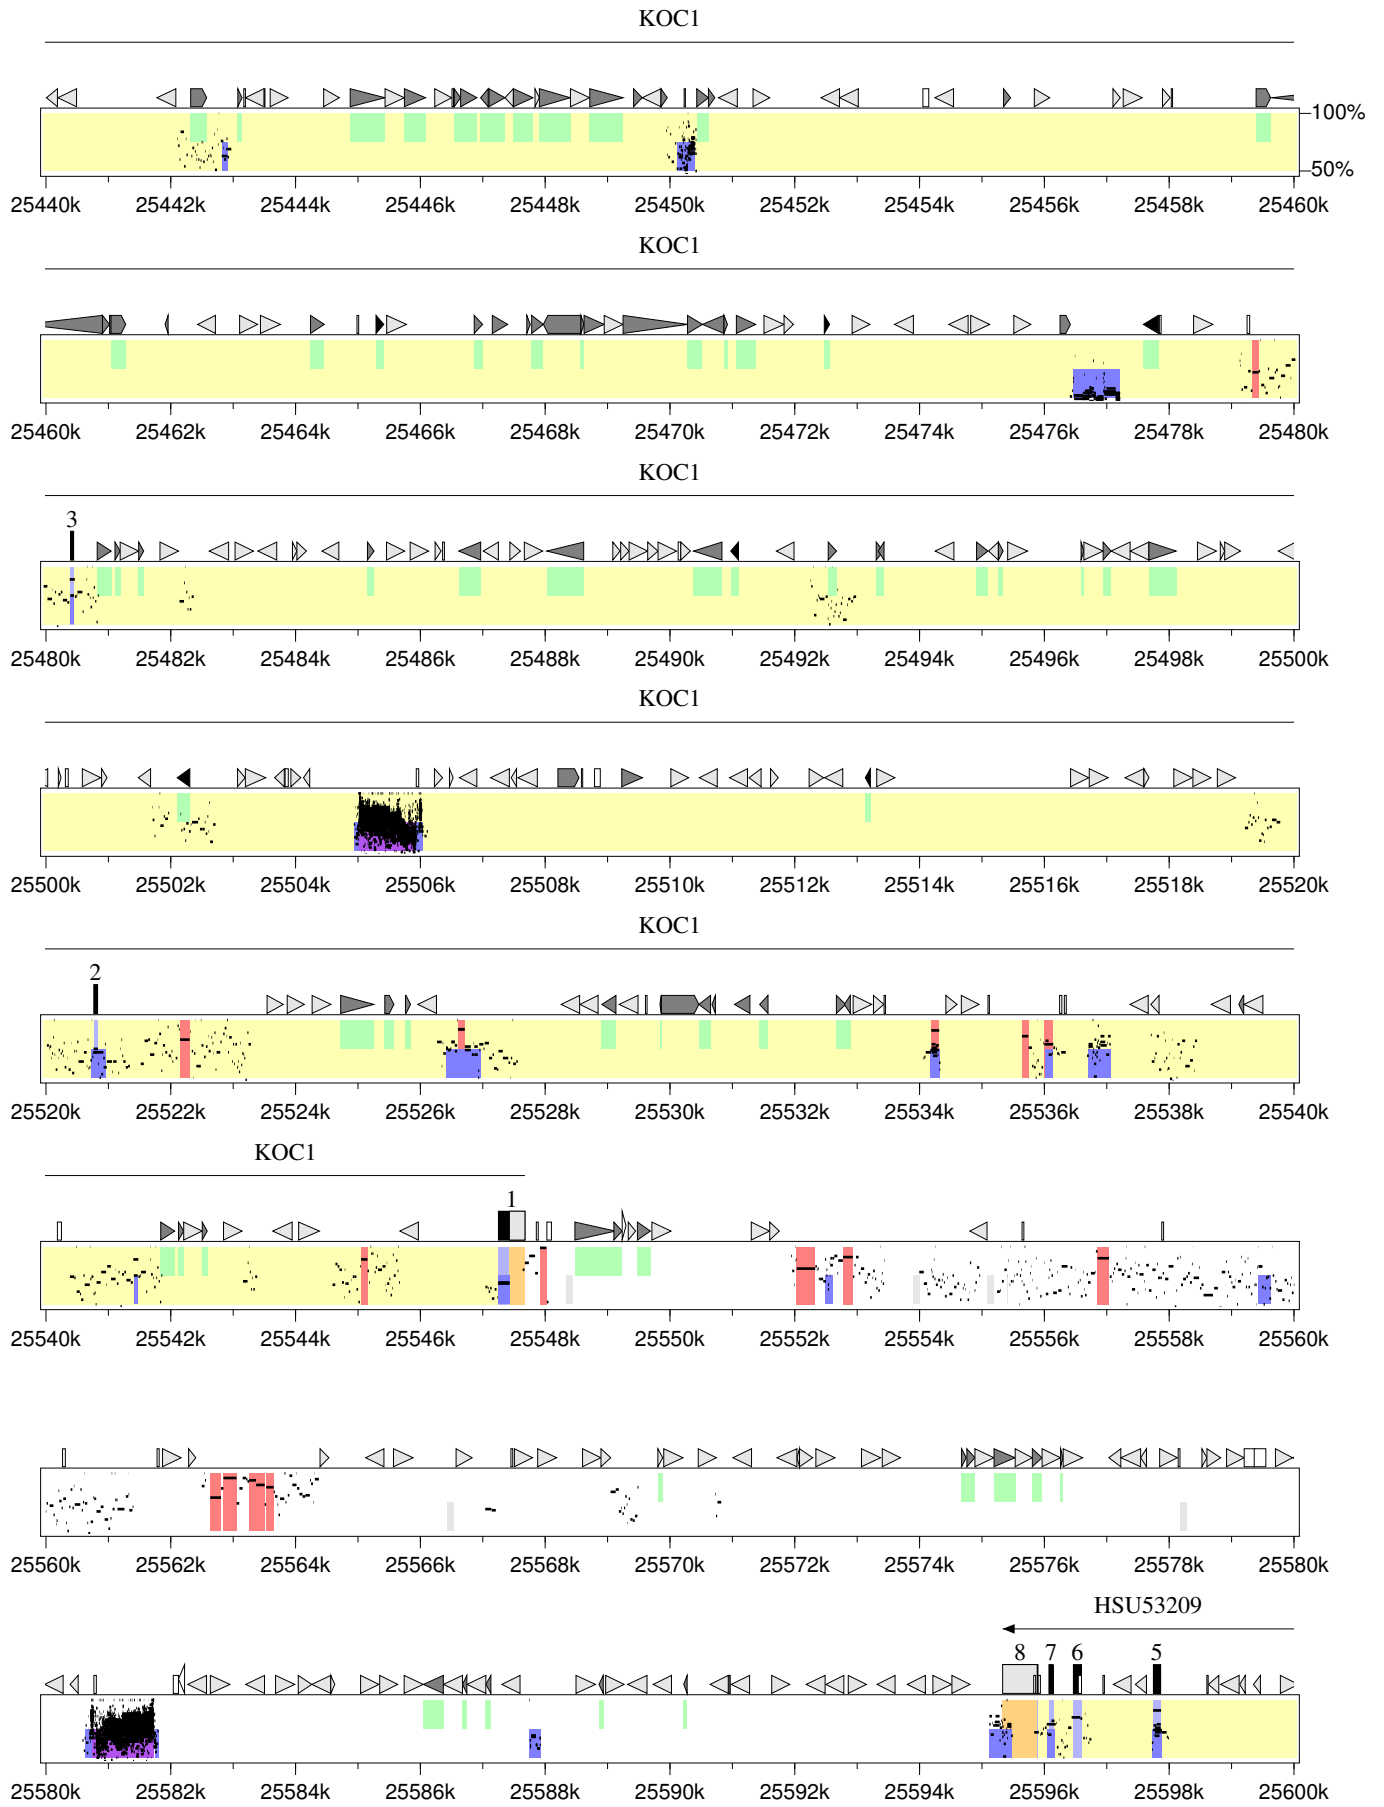 KOC1
100%
50%
25440k 25442k 25444k 25446k 25448k 25450k 25452k 25454k 25456k 25458k 25460k
KOC1
25460k 25462k 25464k 25466k 25468k 25470k 25472k 25474k 25476k 25478k 25480k
KOC1
3
25480k 25482k 25484k 25486k 25488k 25490k 25492k 25494k 25496k 25498k 25500k
KOC1
25500k 25502k 25504k 25506k 25508k 25510k 25512k 25514k 25516k 25518k 25520k
KOC1
2
25520k 25522k 25524k 25526k 25528k 25530k 25532k 25534k 25536k 25538k 25540k
KOC1
1
25540k 25542k 25544k 25546k 25548k 25550k 25552k 25554k 25556k 25558k 25560k
25560k 25562k 25564k 25566k 25568k 25570k 25572k 25574k 25576k 25578k 25580k
HSU53209
8 7 6 5
25580k 25582k 25584k 25586k 25588k 25590k 25592k 25594k 25596k 25598k 25600k